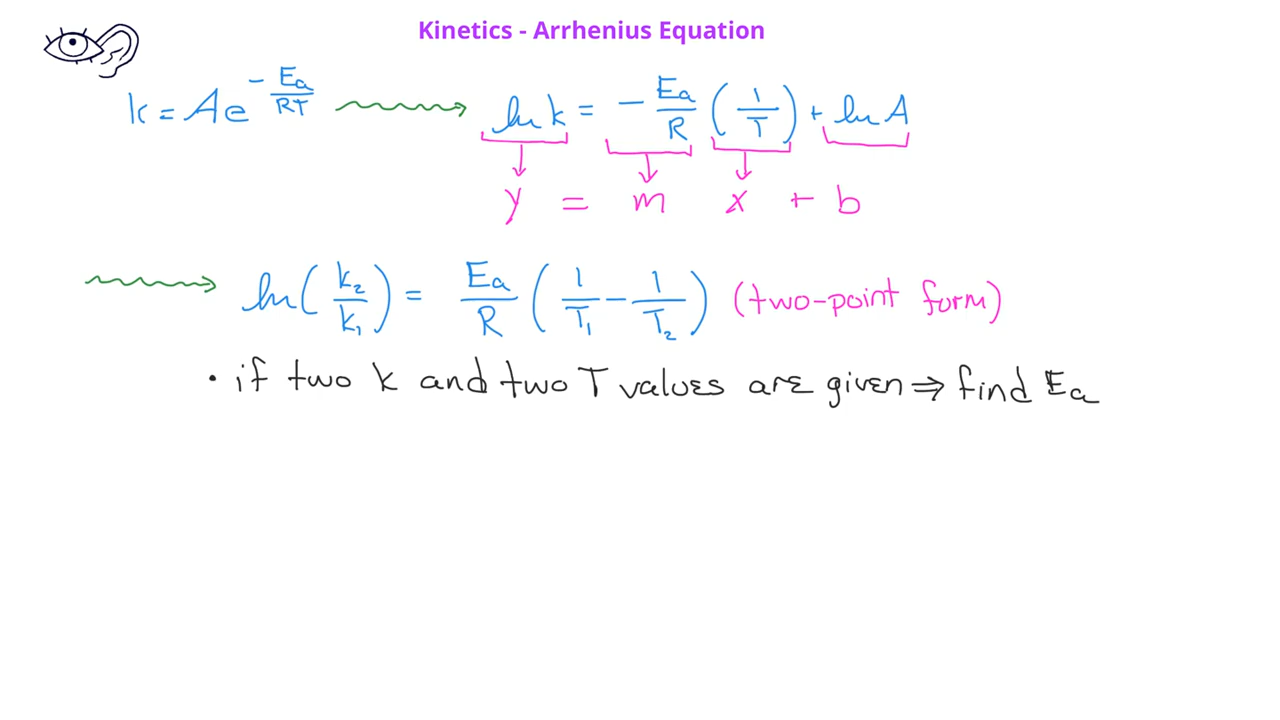 Kinetics - Arrhenius Equation
k = Ae^(-Ea/RT) ⟶ ln k = - Ea/R (1/T) + ln A
y = m x + b
⟶ ln(k₂/k₁) = Ea/R (1/T₁ - 1/T₂) (two-point form)
• if two k and two T values are given ⇒ find Ea